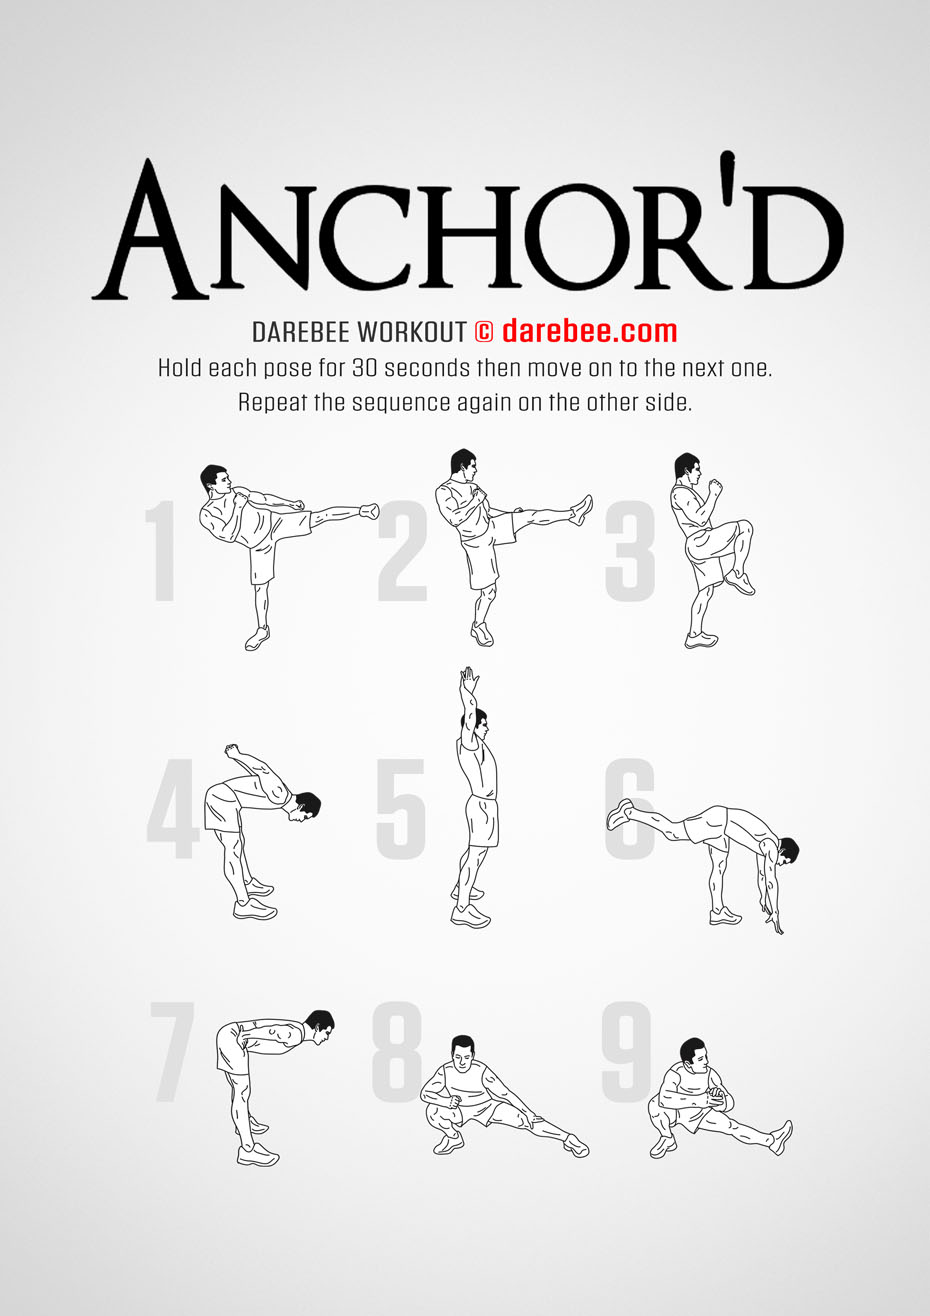 ANCHOR'D
DAREBEE WORKOUT © darebee.com
Hold each pose for 30 seconds then move on to the next one.
Repeat the sequence again on the other side.
1 2 3
4 5 6
7 8 9